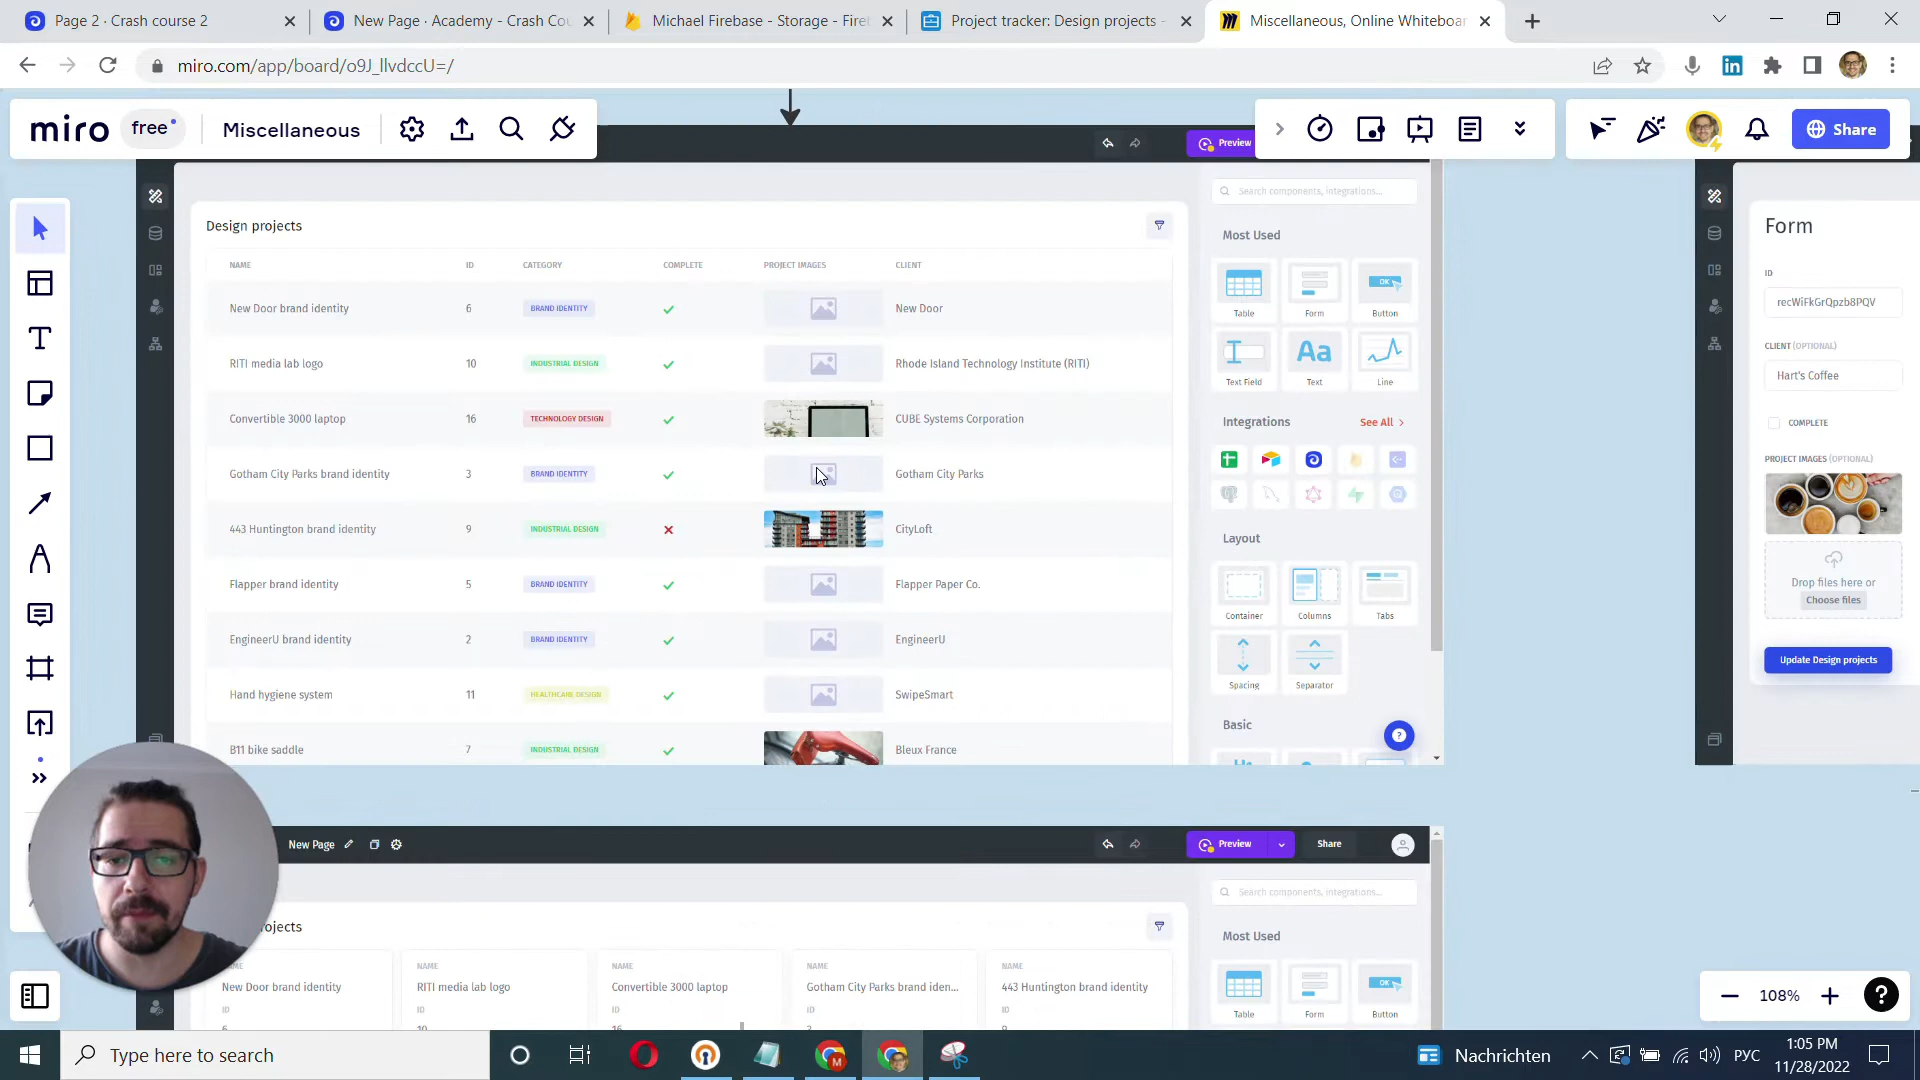 Page 2 · Crash course 2
New Page · Academy - Crash Cou
Michael Firebase - Storage - Fireb
Project tracker: Design projects -
Miscellaneous, Online Whiteboar
miro.com/app/board/o9J_llvdccU=/
miro
free
Miscellaneous
Share
Preview
Search components, integrations...
Design projects
NAME ID CATEGORY COMPLETE PROJECT IMAGES CLIENT
New Door brand identity 6 BRAND IDENTITY New Door
RITI media lab logo 10 INDUSTRIAL DESIGN Rhode Island Technology Institute (RITI)
Convertible 3000 laptop 16 TECHNOLOGY DESIGN CUBE Systems Corporation
Gotham City Parks brand identity 3 BRAND IDENTITY Gotham City Parks
443 Huntington brand identity 9 INDUSTRIAL DESIGN CityLoft
Flapper brand identity 5 BRAND IDENTITY Flapper Paper Co.
EngineerU brand identity 2 BRAND IDENTITY EngineerU
Hand hygiene system 11 HEALTHCARE DESIGN SwipeSmart
B11 bike saddle 7 INDUSTRIAL DESIGN Bleux France
Most Used
Table Form Button
Text Field Text Line
Integrations See All
Layout
Container Columns Tabs
Spacing Separator
Basic
Form
ID
recWiFkGrQpzb8PQV
CLIENT (OPTIONAL)
Hart's Coffee
COMPLETE
PROJECT IMAGES (OPTIONAL)
Drop files here or
Choose files
Update Design projects
New Page
Preview
Share
Search components, integrations...
ojects
NAME NAME NAME NAME
New Door brand identity RITI media lab logo Convertible 3000 laptop Gotham City Parks brand iden... 443 Huntington brand identity
ID ID ID ID ID
Most Used
Table Form Button
108%
Type here to search
Nachrichten
РУС
1:05 PM
11/28/2022